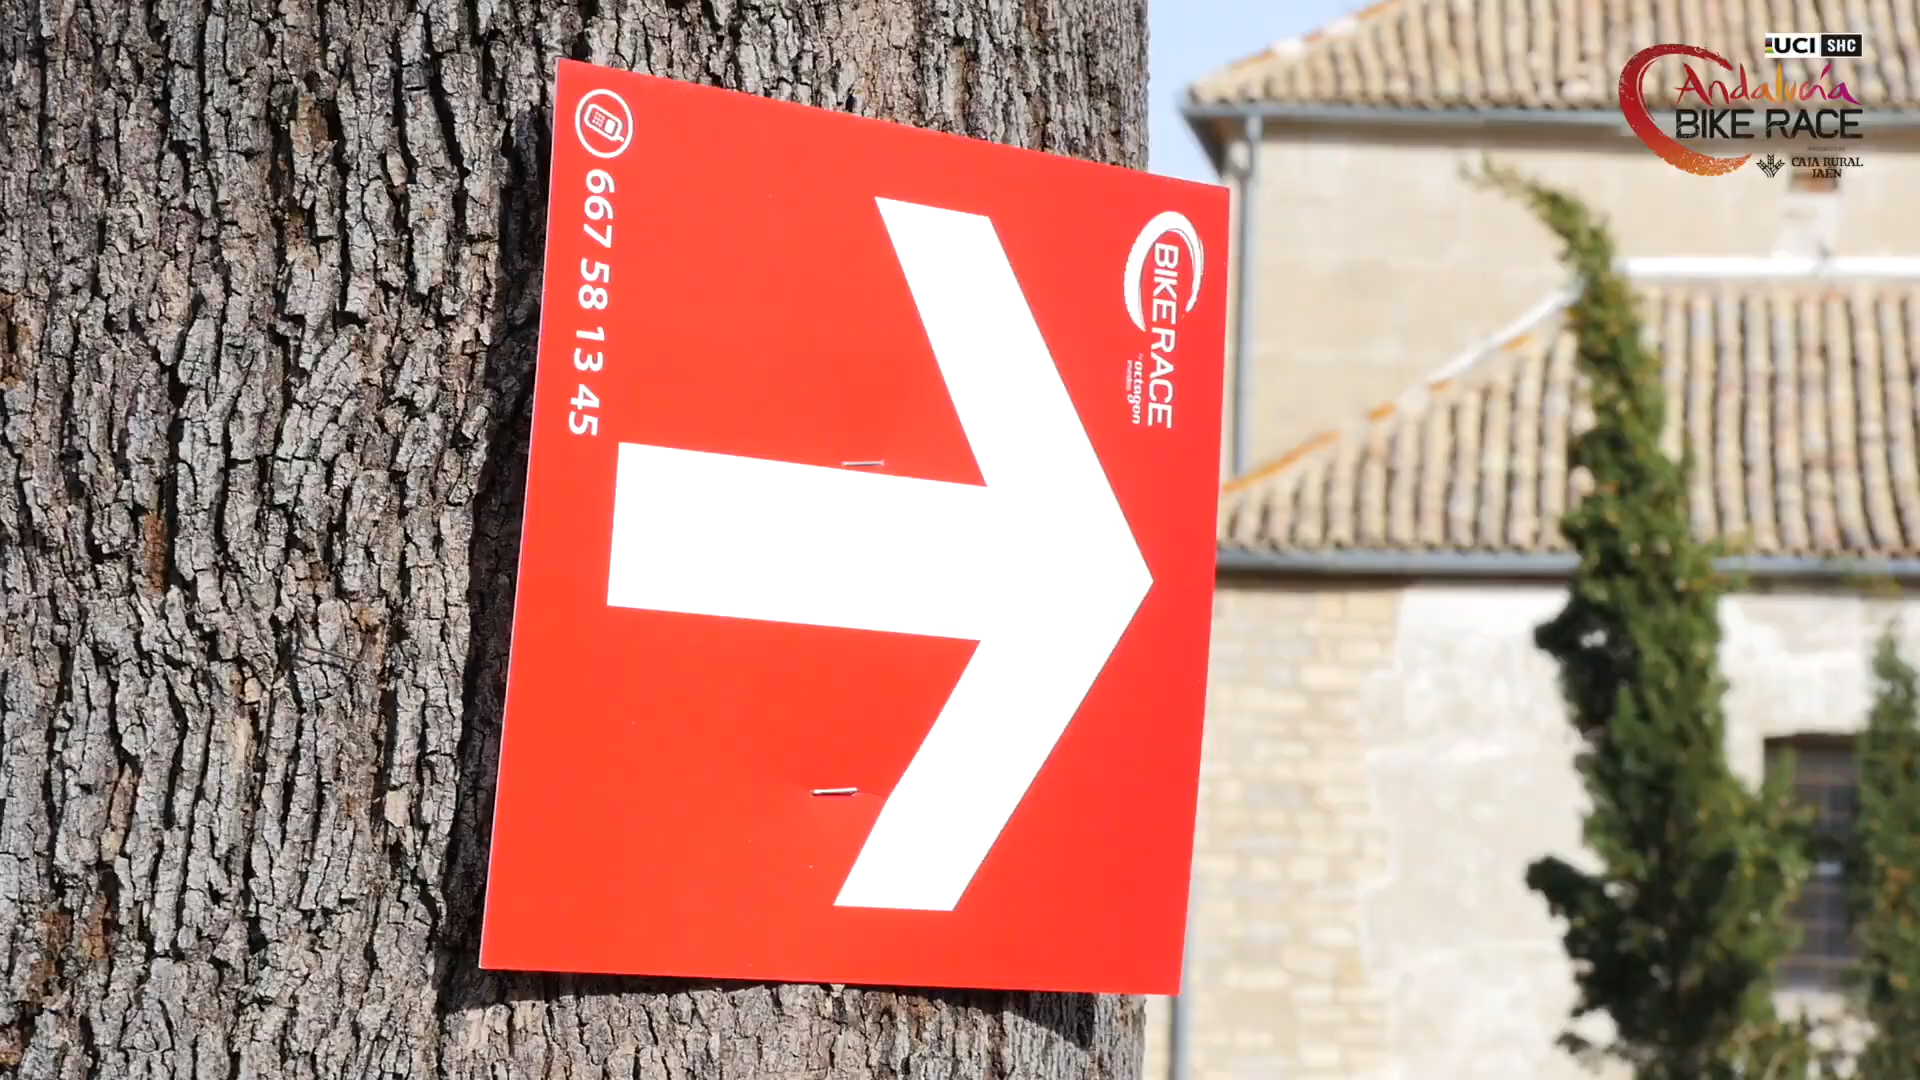 667 58 13 45
BIKE RACE
by octagon
UCI SHC
Andalucía
BIKE RACE
CAJA RURAL
JAÉN